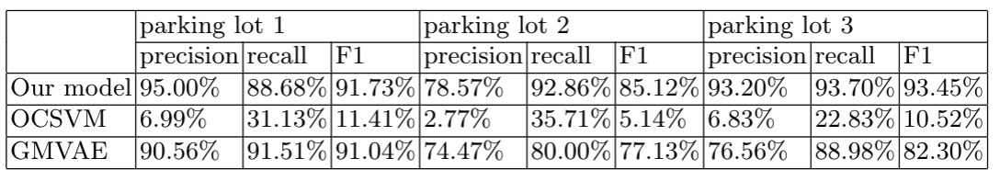 parking lot 1 parking lot 2 parking lot 3
precision recall F1 precision recall F1 precision recall F1
Our model 95.00% 88.68% 91.73% 78.57% 92.86% 85.12% 93.20% 93.70% 93.45%
OCSVM 6.99% 31.13% 11.41% 2.77% 35.71% 5.14% 6.83% 22.83% 10.52%
GMVAE 90.56% 91.51% 91.04% 74.47% 80.00% 77.13% 76.56% 88.98% 82.30%